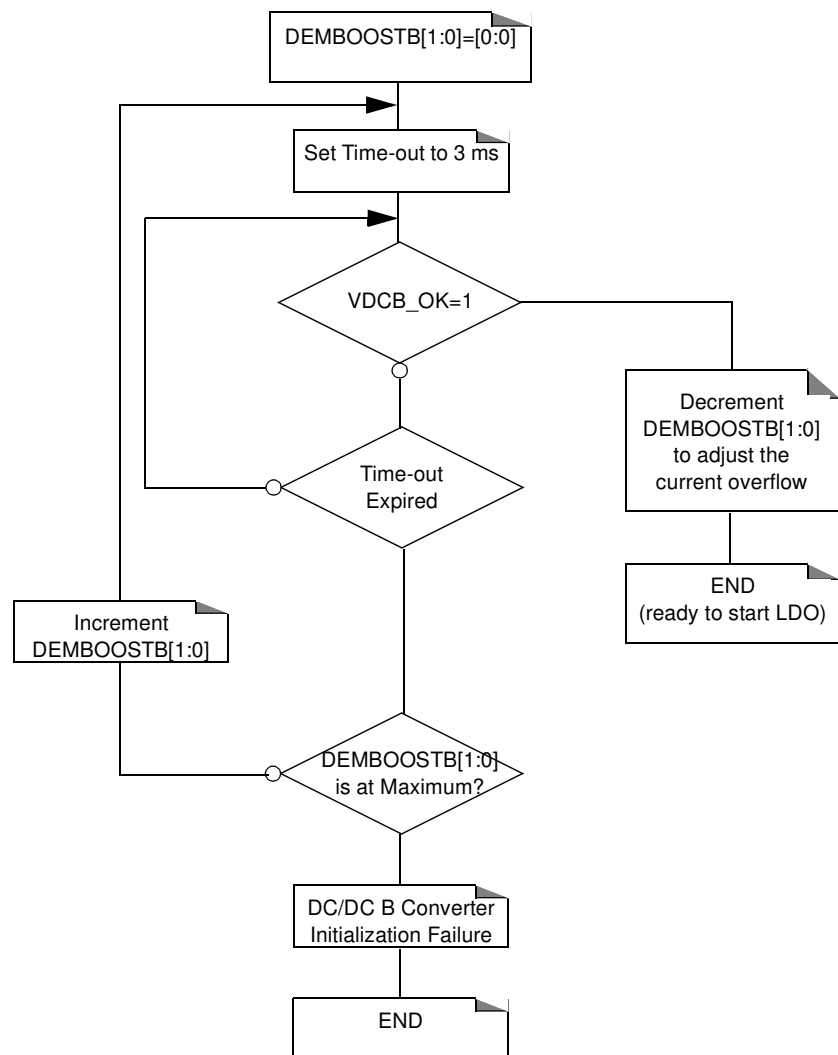 DEMBOOSTB[1:0]=[0:0]
Set Time-out to 3 ms
VDCB_OK=1
Decrement
DEMBOOSTB[1:0]
to adjust the
current overflow
Time-out
Expired
END
(ready to start LDO)
Increment
DEMBOOSTB[1:0]
DEMBOOSTB[1:0]
is at Maximum?
DC/DC B Converter
Initialization Failure
END